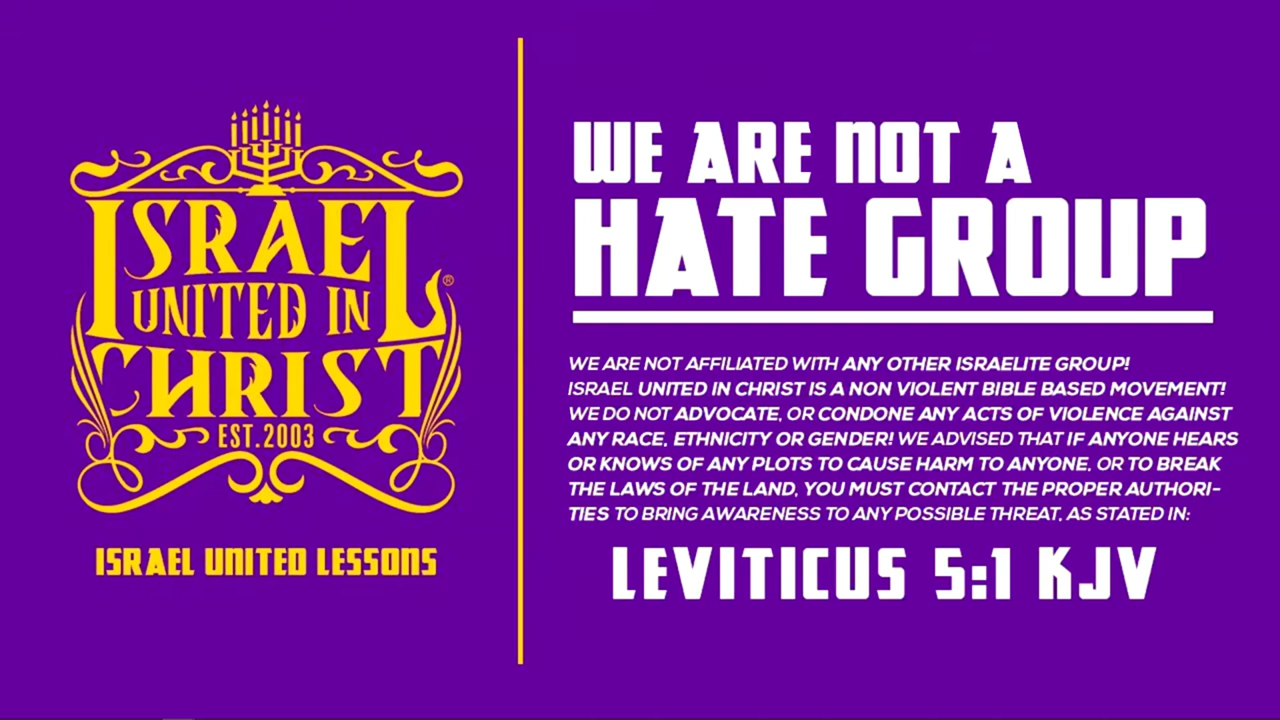 ISRAEL
UNITED IN
CHRIST
®
EST.2003
ISRAEL UNITED LESSONS
WE ARE NOT A
HATE GROUP
WE ARE NOT AFFILIATED WITH ANY OTHER ISRAELITE GROUP!
ISRAEL UNITED IN CHRIST IS A NON VIOLENT BIBLE BASED MOVEMENT!
WE DO NOT ADVOCATE, OR CONDONE ANY ACTS OF VIOLENCE AGAINST
ANY RACE, ETHNICITY OR GENDER! WE ADVISED THAT IF ANYONE HEARS
OR KNOWS OF ANY PLOTS TO CAUSE HARM TO ANYONE, OR TO BREAK
THE LAWS OF THE LAND, YOU MUST CONTACT THE PROPER AUTHORI-
TIES TO BRING AWARENESS TO ANY POSSIBLE THREAT, AS STATED IN:
LEVITICUS 5:1 KJV